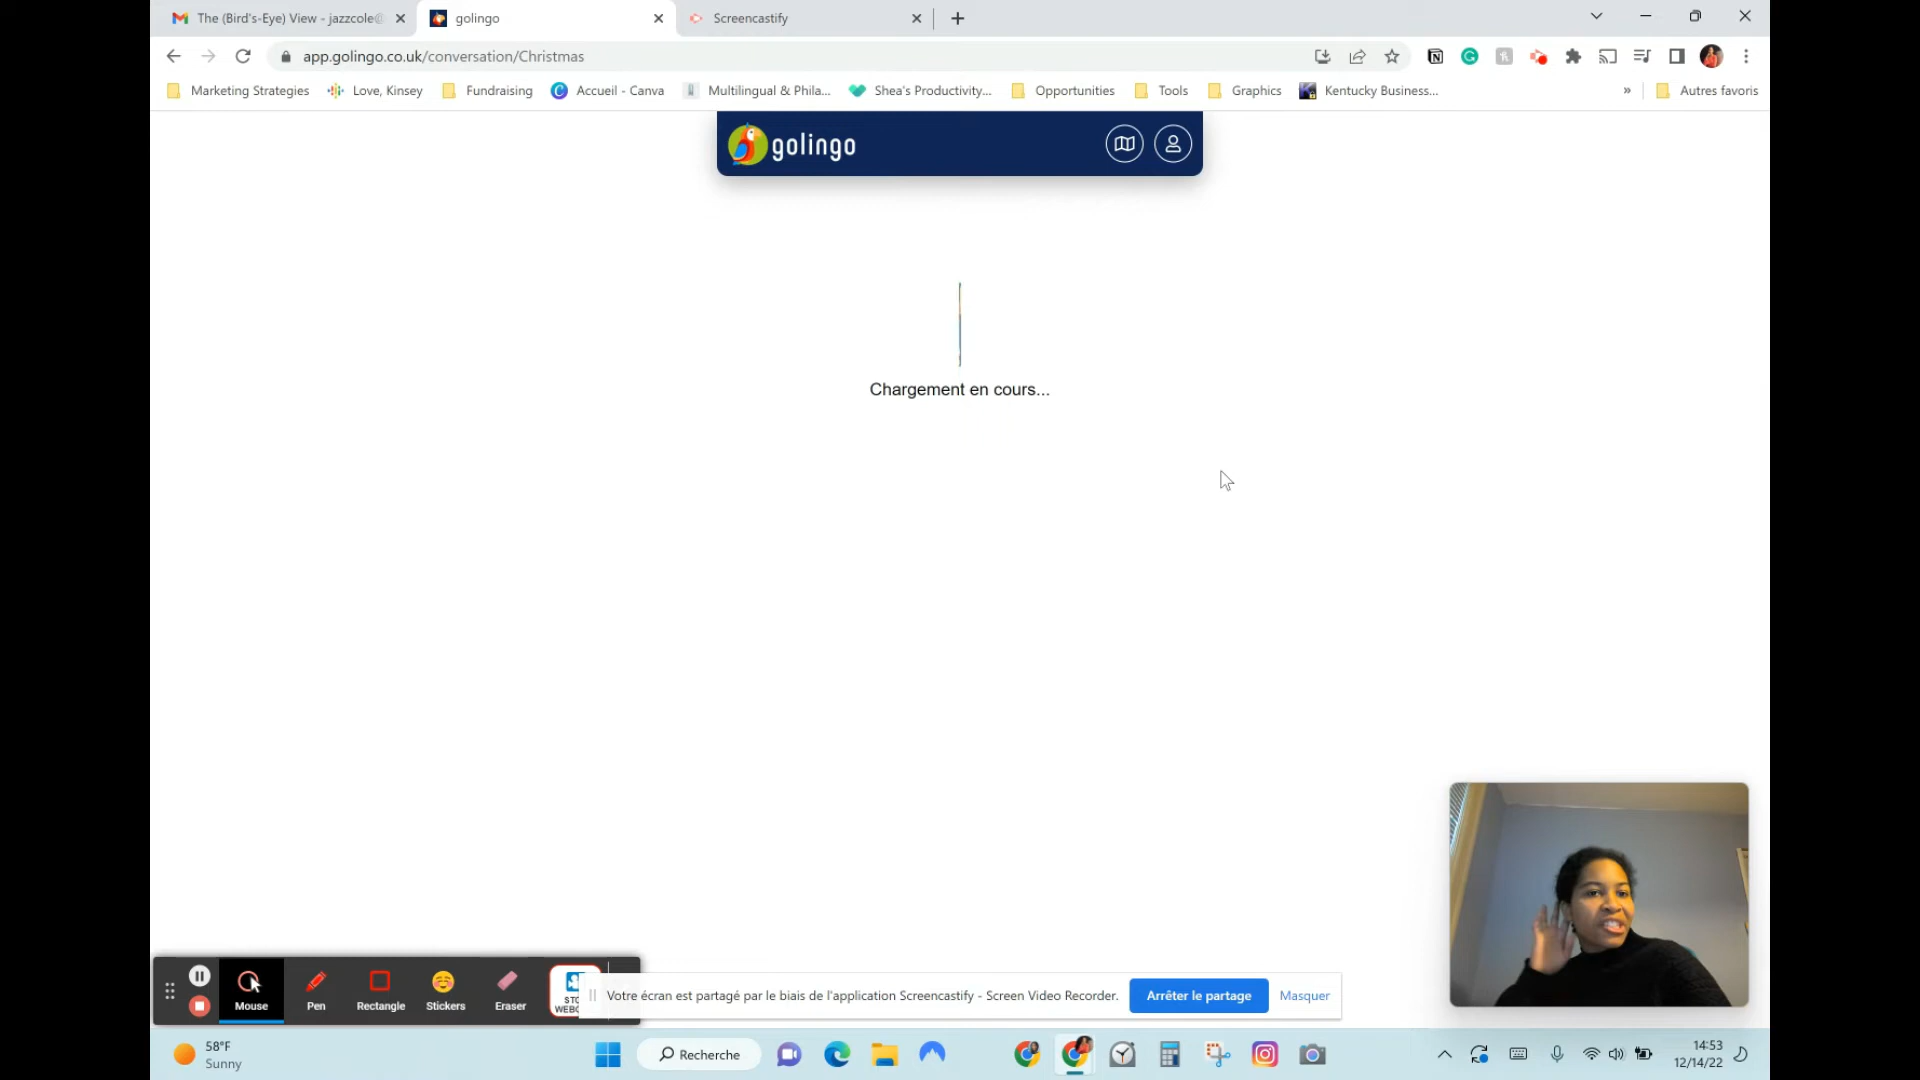 The (Bird's-Eye) View - jazzcole@
golingo
Screencastify
app.golingo.co.uk/conversation/Christmas
Marketing Strategies
Love, Kinsey
Fundraising
Accueil - Canva
Multilingual & Phila...
Shea's Productivity...
Opportunities
Tools
Graphics
Kentucky Business...
»
Autres favoris
golingo
Chargement en cours...
Mouse
Pen
Rectangle
Stickers
Eraser
Votre écran est partagé par le biais de l'application Screencastify - Screen Video Recorder.
Arrêter le partage
Masquer
58°F
Sunny
Recherche
14:53
12/14/22